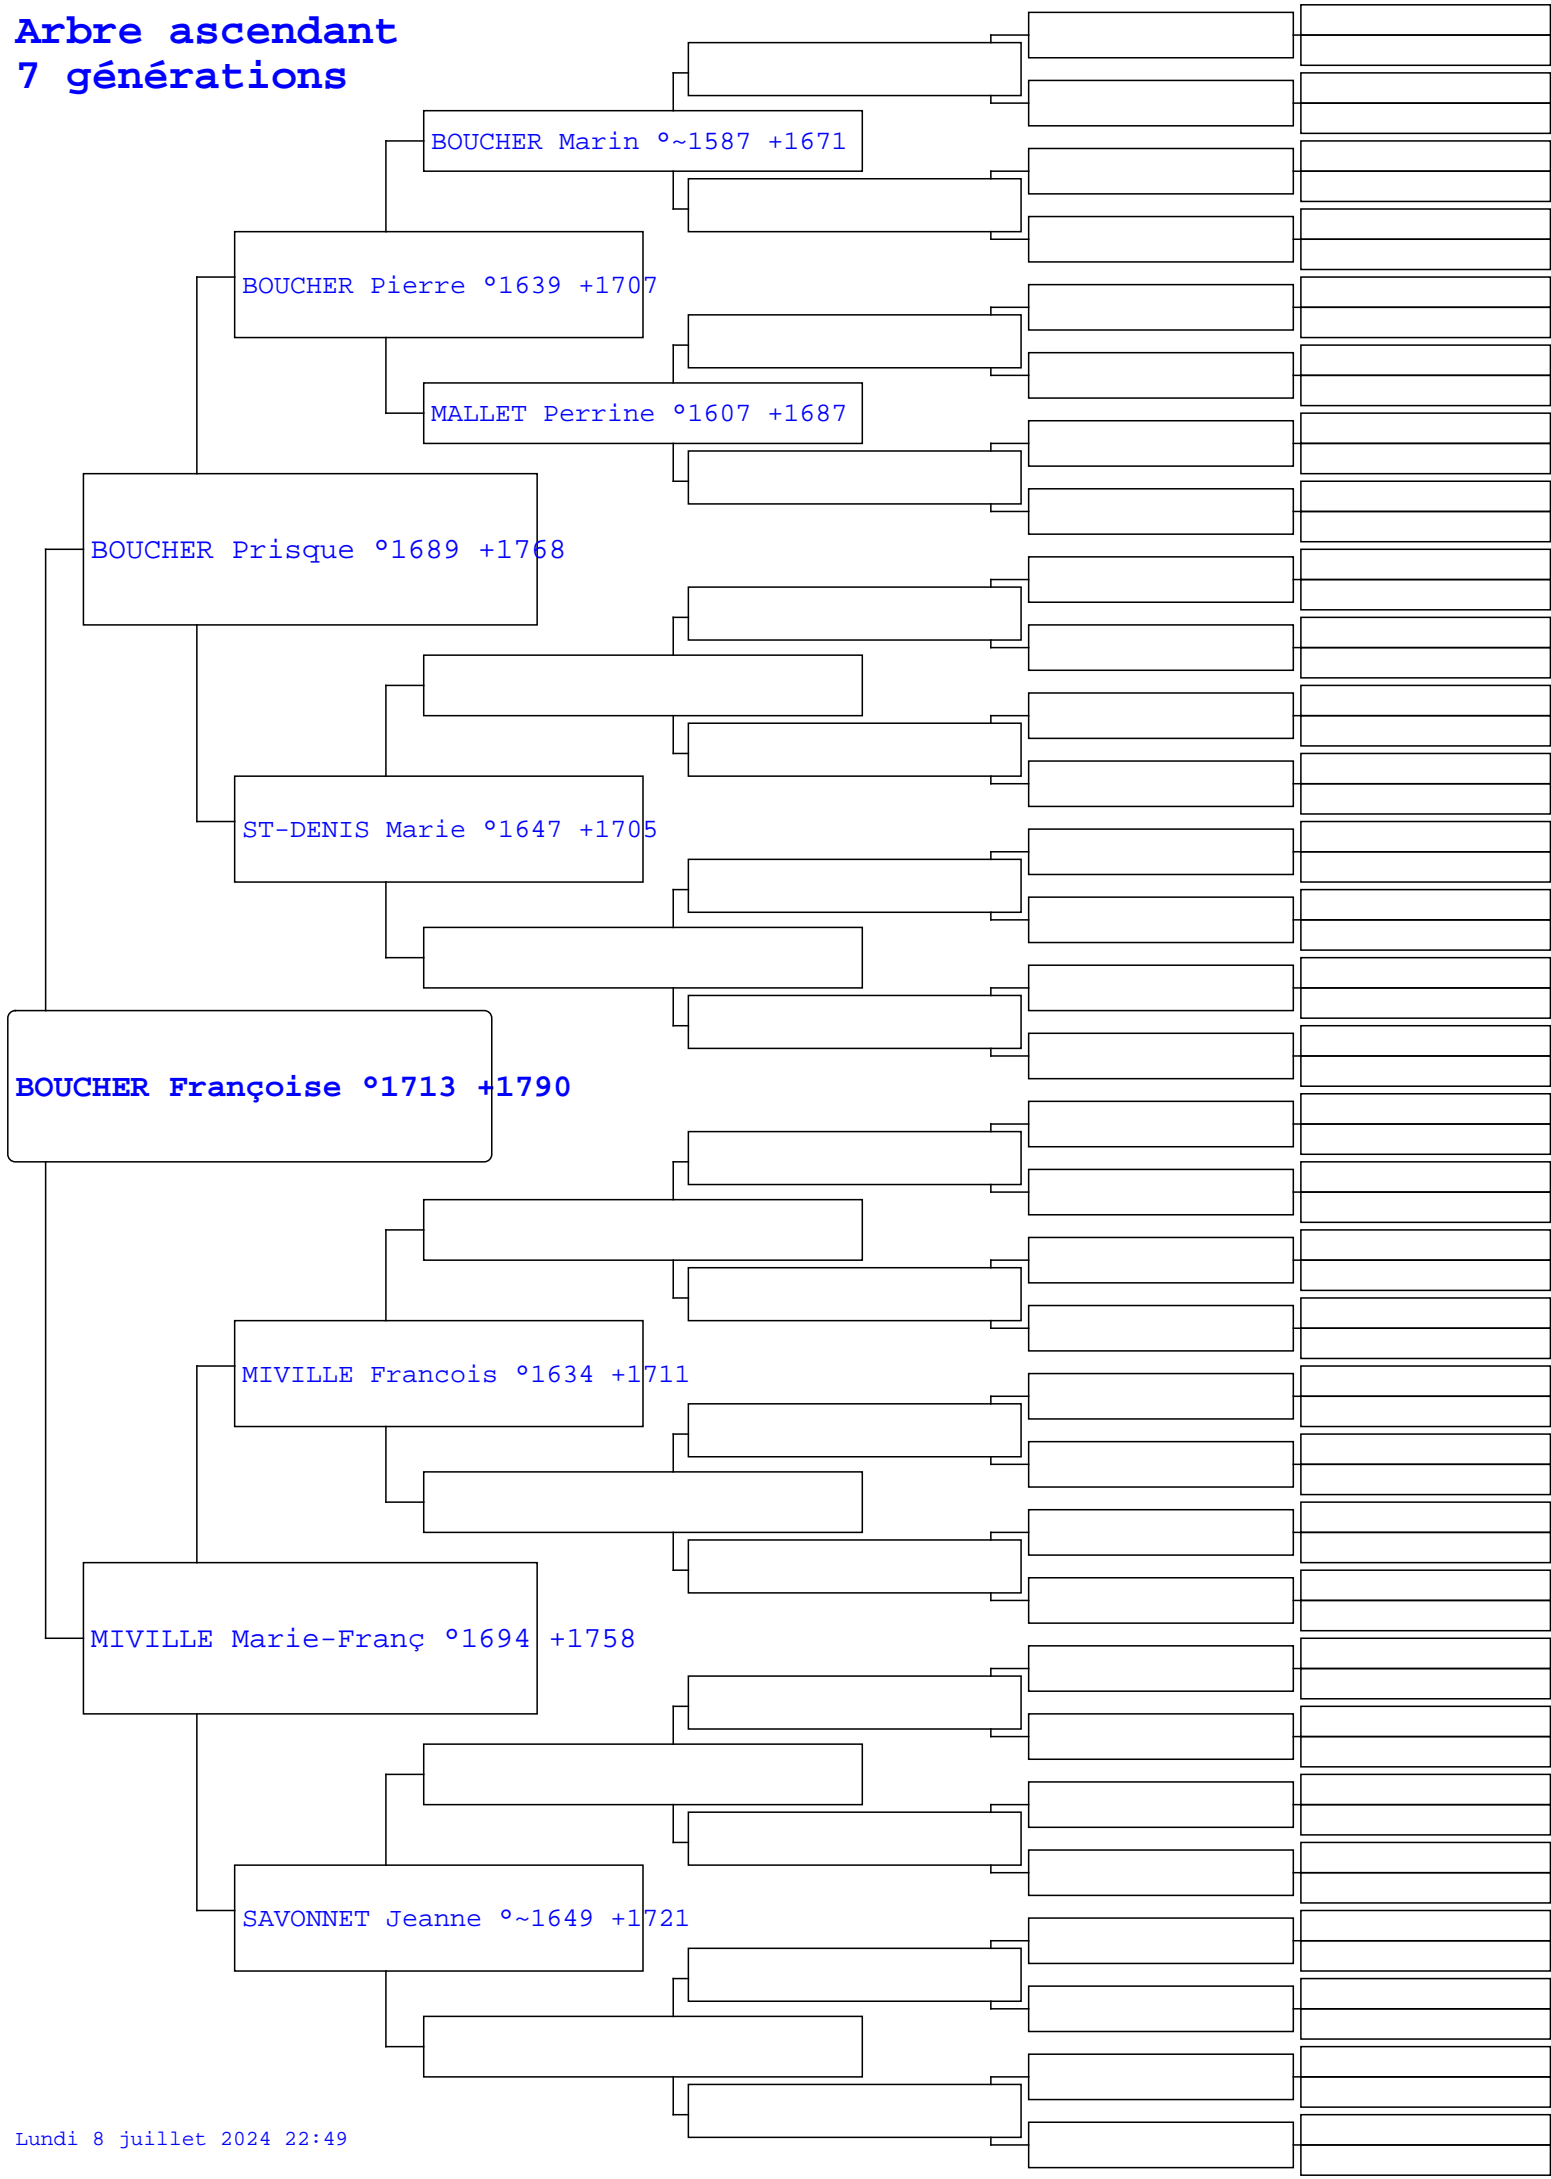 Arbre ascendant
7 générations
BOUCHER Marin °~1587 +1671
BOUCHER Pierre °1639 +1707
MALLET Perrine °1607 +1687
BOUCHER Prisque °1689 +1768
ST-DENIS Marie °1647 +1705
BOUCHER Françoise °1713 +1790
MIVILLE Francois °1634 +1711
MIVILLE Marie-Franç °1694 +1758
SAVONNET Jeanne °~1649 +1721
Lundi 8 juillet 2024 22:49